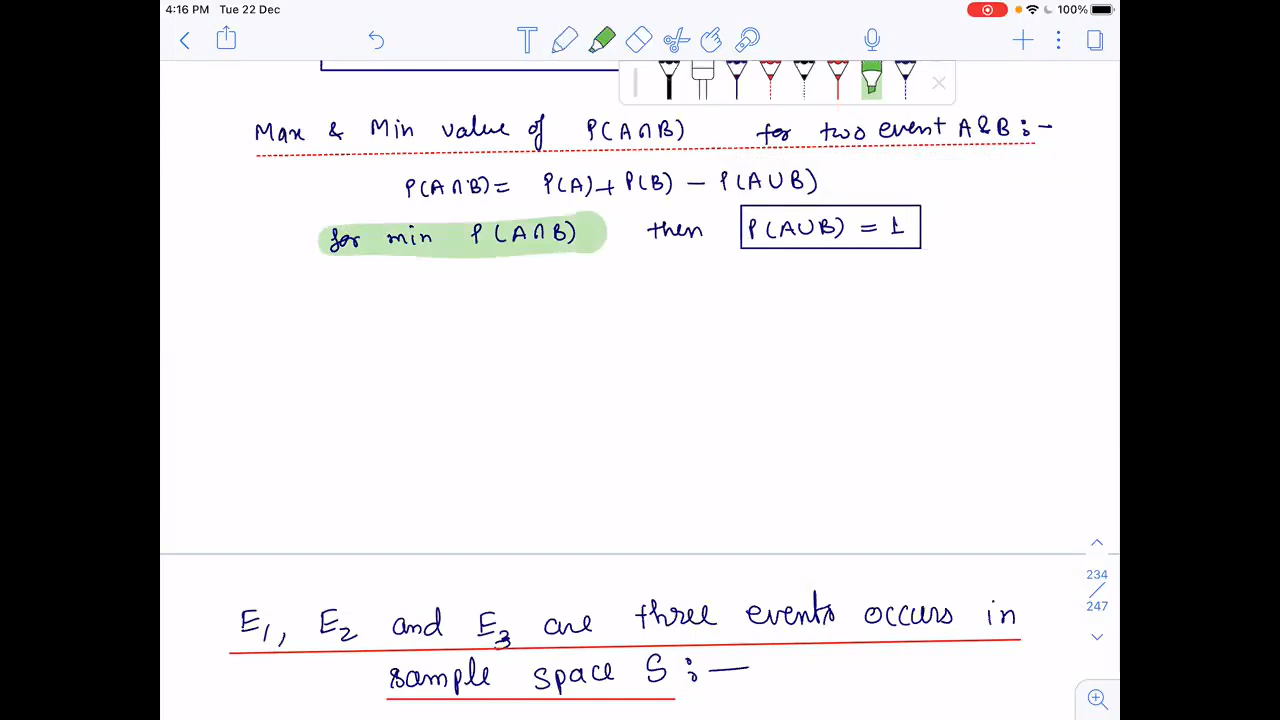 4:16 PM Tue 22 Dec
100%
T
Max & Min value of P(A∩B) for two event A&B :-
P(A∩B) = P(A) + P(B) - P(A∪B)
for min P(A∩B) then P(A∪B) = 1
234
247
E1, E2 and E3 are three events occurs in
sample space S :-